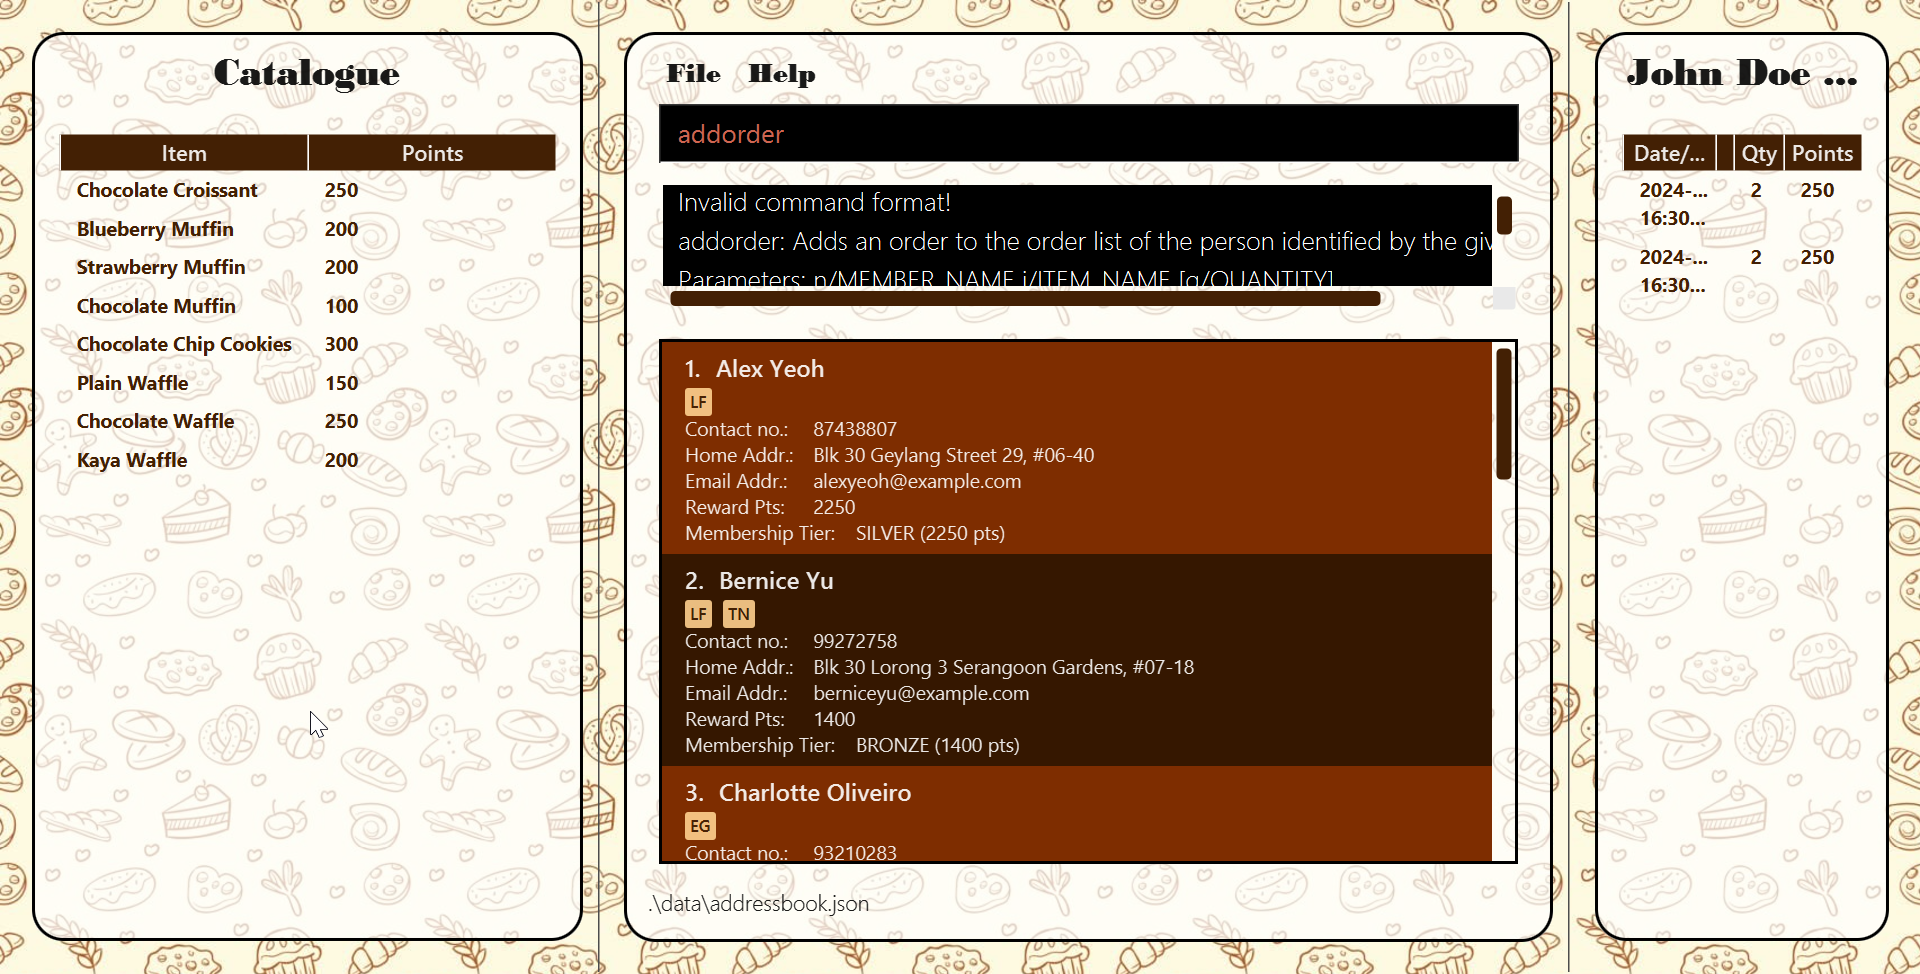 Catalogue
Item Points
Chocolate Croissant 250
Blueberry Muffin 200
Strawberry Muffin 200
Chocolate Muffin 100
Chocolate Chip Cookies 300
Plain Waffle 150
Chocolate Waffle 250
Kaya Waffle 200
File Help
addorder
Invalid command format!
addorder: Adds an order to the order list of the person identified by the giv
Parameters: n/MEMBER_NAME i/ITEM_NAME [q/QUANTITY]
1. Alex Yeoh
LF
Contact no.: 87438807
Home Addr.: Blk 30 Geylang Street 29, #06-40
Email Addr.: alexyeoh@example.com
Reward Pts: 2250
Membership Tier: SILVER (2250 pts)
2. Bernice Yu
LF TN
Contact no.: 99272758
Home Addr.: Blk 30 Lorong 3 Serangoon Gardens, #07-18
Email Addr.: berniceyu@example.com
Reward Pts: 1400
Membership Tier: BRONZE (1400 pts)
3. Charlotte Oliveiro
EG
Contact no.: 93210283
.\data\addressbook.json
John Doe ...
Date/... Qty Points
2024-... 2 250
16:30...
2024-... 2 250
16:30...